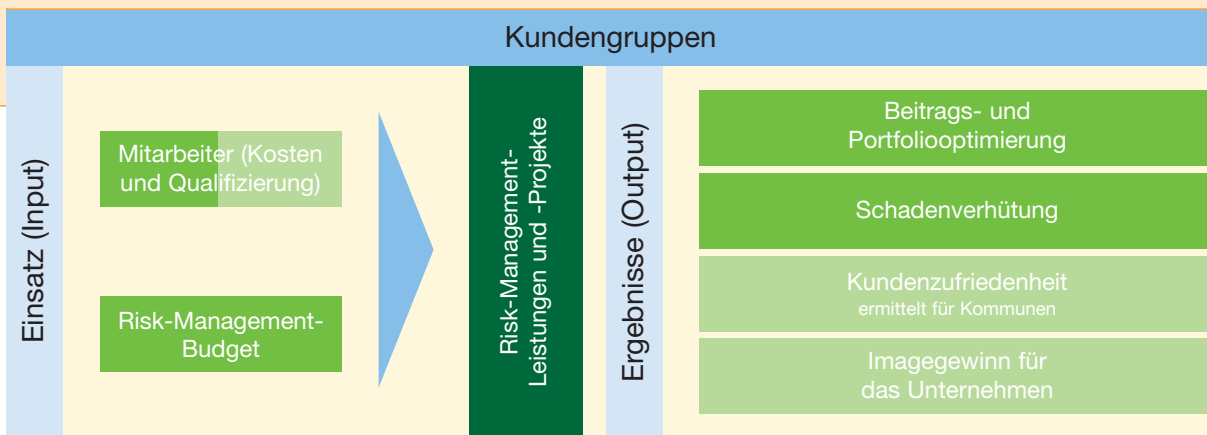 Kundengruppen
Einsatz (Input)
Mitarbeiter (Kosten
und Qualifizierung)
Risk-Management-
Budget
Risk-Management-
Leistungen und -Projekte
Ergebnisse (Output)
Beitrags- und
Portfoliooptimierung
Schadenverhütung
Kundenzufriedenheit
ermittelt für Kommunen
Imagegewinn für
das Unternehmen